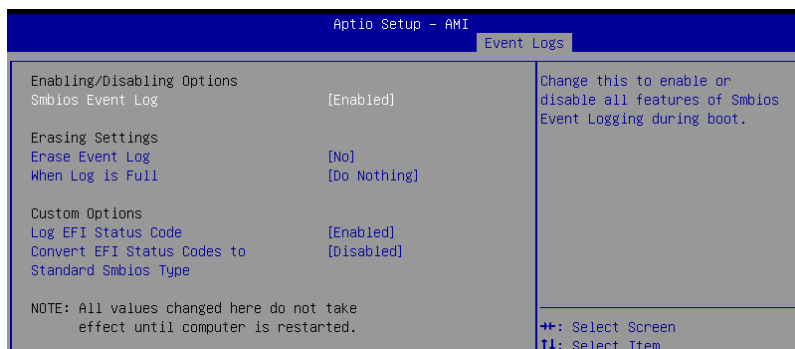 Aptio Setup – AMI
Event Logs
Enabling/Disabling Options
Smbios Event Log [Enabled]
Erasing Settings
Erase Event Log [No]
When Log is Full [Do Nothing]
Custom Options
Log EFI Status Code [Enabled]
Convert EFI Status Codes to [Disabled]
Standard Smbios Type
NOTE: All values changed here do not take
effect until computer is restarted.
Change this to enable or
disable all features of Smbios
Event Logging during boot.
→←: Select Screen
↑↓: Select Item